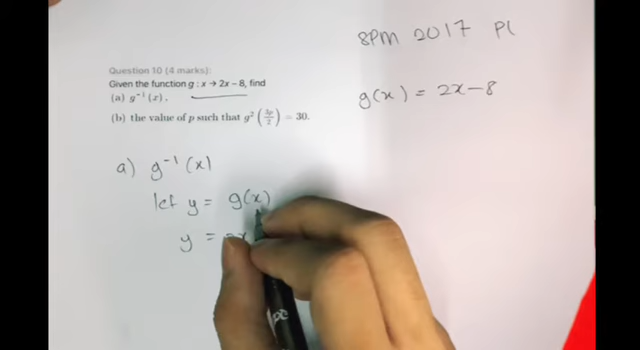 SPM 2017 P1
Question 10 (4 marks):
Given the function g : x → 2x − 8, find
(a) g⁻¹(x).
g(x) = 2x − 8
(b) the value of p such that g² (3p/2) = 30.
a) g⁻¹(x)
let y = g(x)
y =